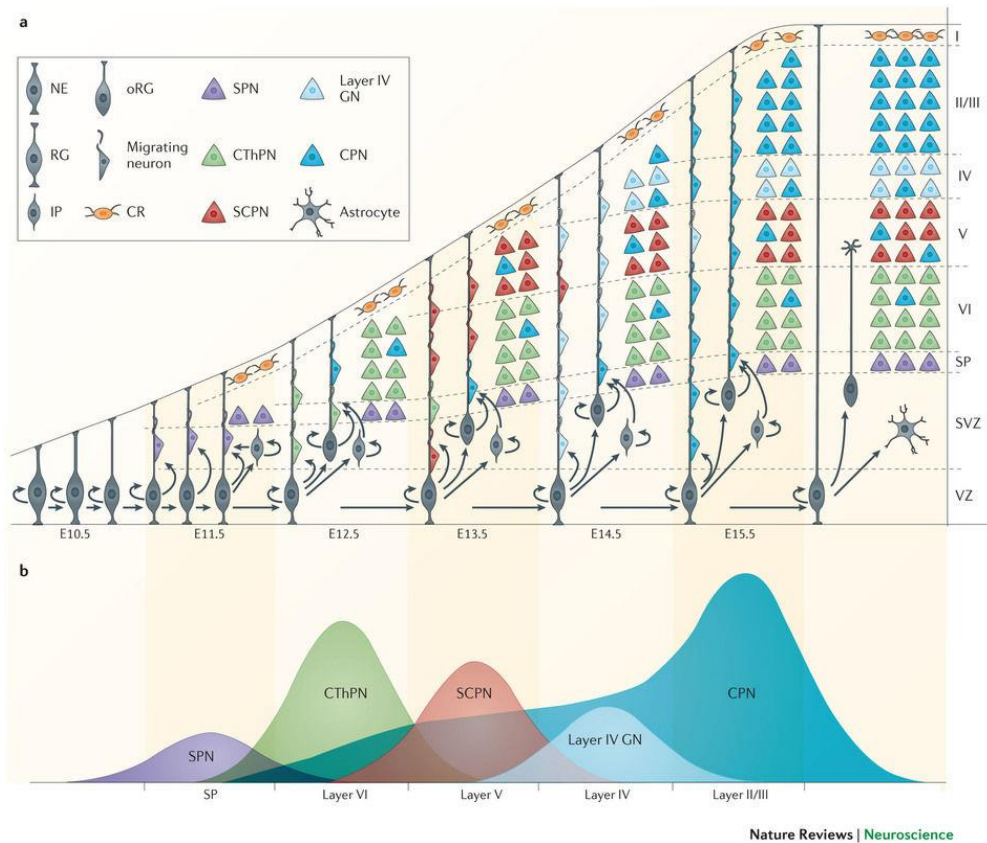 a
NE
oRG
SPN
Layer IV
GN
RG
Migrating
neuron
CThPN
CPN
IP
CR
SCPN
Astrocyte
I
II/III
IV
V
VI
SP
SVZ
VZ
E10.5
E11.5
E12.5
E13.5
E14.5
E15.5
b
SPN
CThPN
SCPN
Layer IV GN
CPN
SP
Layer VI
Layer V
Layer IV
Layer II/III
Nature Reviews | Neuroscience